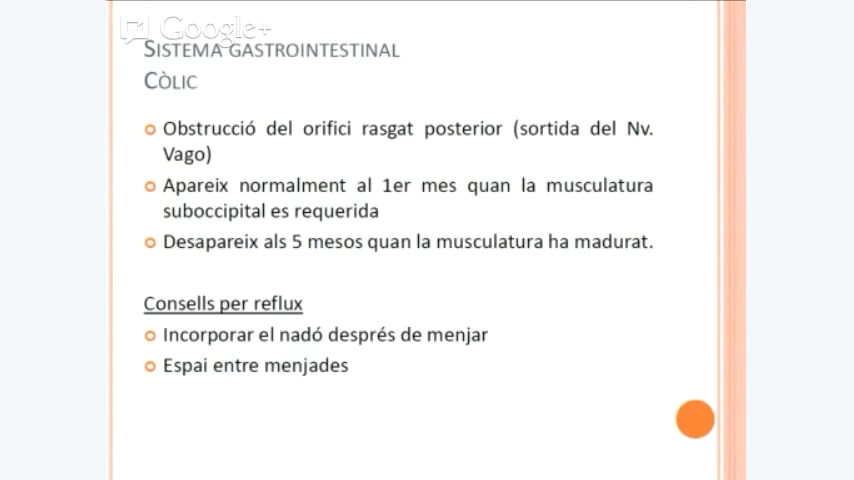 Google+
SISTEMA GASTROINTESTINAL
CÒLIC
Obstrucció del orifici rasgat posterior (sortida del Nv.
Vago)
Apareix normalment al 1er mes quan la musculatura
suboccipital es requerida
Desapareix als 5 mesos quan la musculatura ha madurat.
Consells per reflux
Incorporar el nadó després de menjar
Espai entre menjades